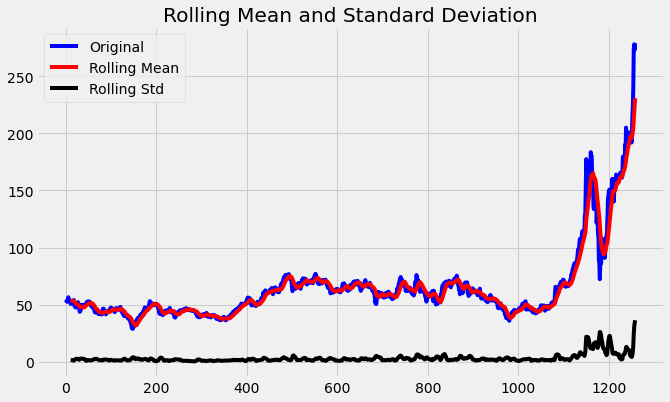 Rolling Mean and Standard Deviation
Original
Rolling Mean
Rolling Std
250
200
150
100
50
0
0 200 400 600 800 1000 1200